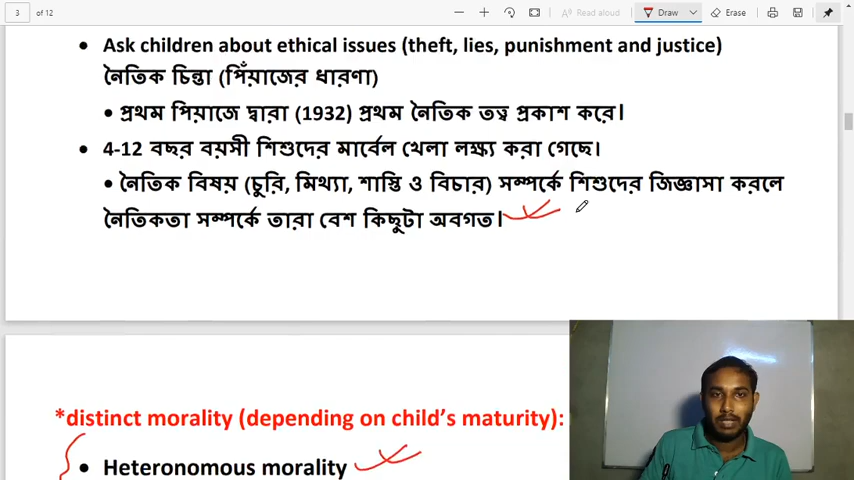 3 of 12 Read aloud Draw Erase
Ask children about ethical issues (theft, lies, punishment and justice)
নৈতিক চিন্তা (পিঁয়াজের ধারণা)
• প্রথম পিয়াজে দ্বারা (1932) প্রথম নৈতিক তত্ব প্রকাশ করে।
4-12 বছর বয়সী শিশুদের মার্বেল খেলা লক্ষ্য করা গেছে।
• নৈতিক বিষয় (চুরি, মিথ্যা, শাস্তি ও বিচার) সম্পর্কে শিশুদের জিজ্ঞাসা করলে
নৈতিকতা সম্পর্কে তারা বেশ কিছুটা অবগত।
*distinct morality (depending on child's maturity):
Heteronomous morality